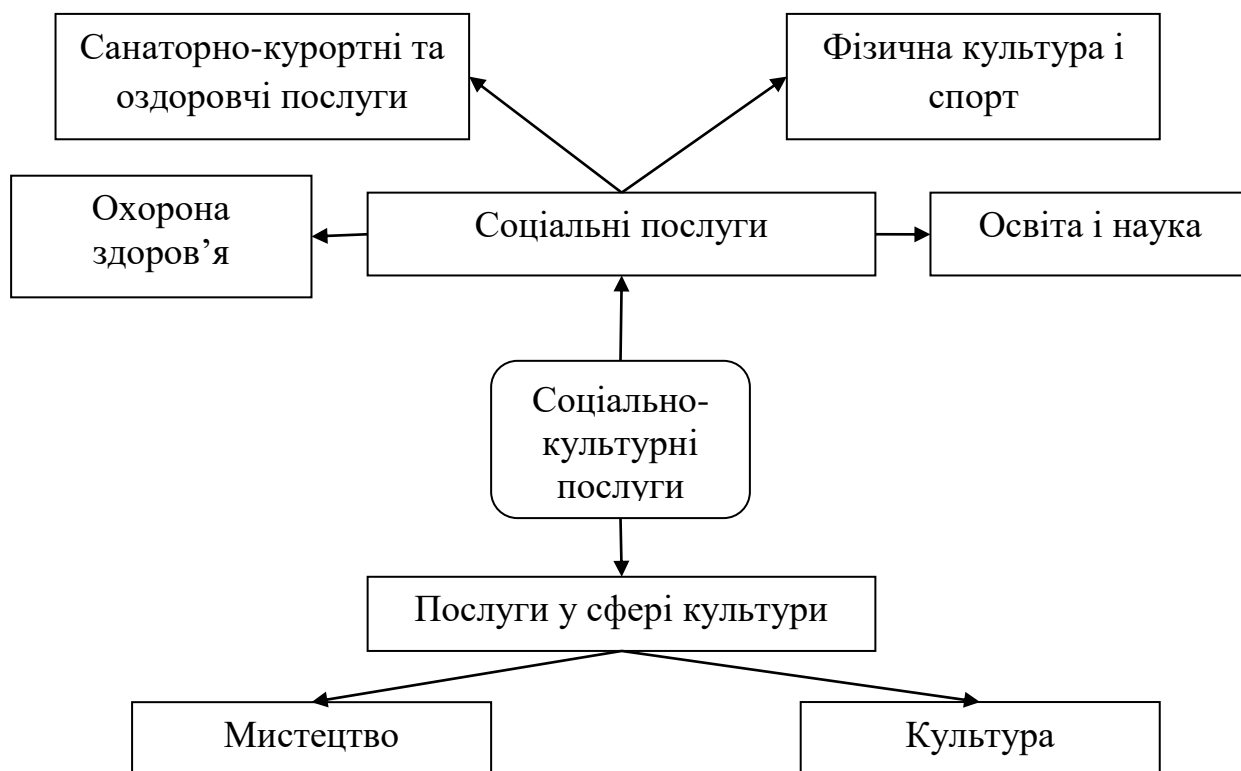 Санаторно-курортні та
оздоровчі послуги
Фізична культура і
спорт
Охорона
здоров’я
Соціальні послуги
Освіта і наука
Соціально-
культурні
послуги
Послуги у сфері культури
Мистецтво
Культура